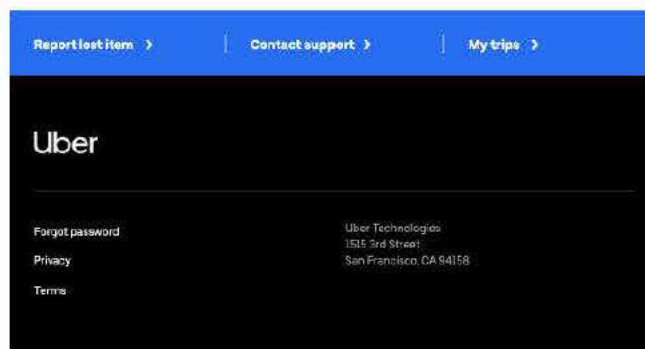 Report lost item > | Contact support > | My trips >
Uber
Forgot password
Privacy
Terms
Uber Technologies
1515 3rd Street
San Francisco, CA 94158